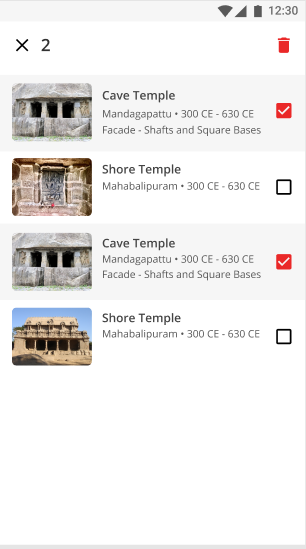 12:30
2
Cave Temple
Mandagapattu • 300 CE - 630 CE
Facade - Shafts and Square Bases
Shore Temple
Mahabalipuram • 300 CE - 630 CE
Cave Temple
Mandagapattu • 300 CE - 630 CE
Facade - Shafts and Square Bases
Shore Temple
Mahabalipuram • 300 CE - 630 CE